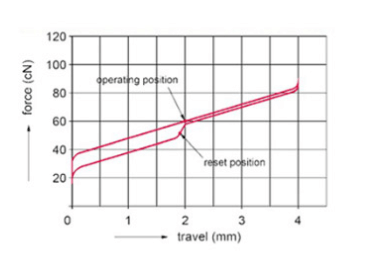 120
100
80
60
40
20
force (cN)
operating position
reset position
0 1 2 3 4
travel (mm)